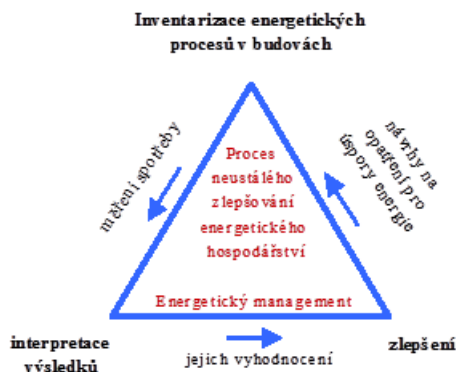 Inventarizace energetických
procesů v budovách
měření spotřeby
návrhy na
opatření pro
úspory energie
Proces
neustálého
zlepšování
energetického
hospodářství
Energetický management
interpretace
výsledků
jejich vyhodnocení
zlepšení